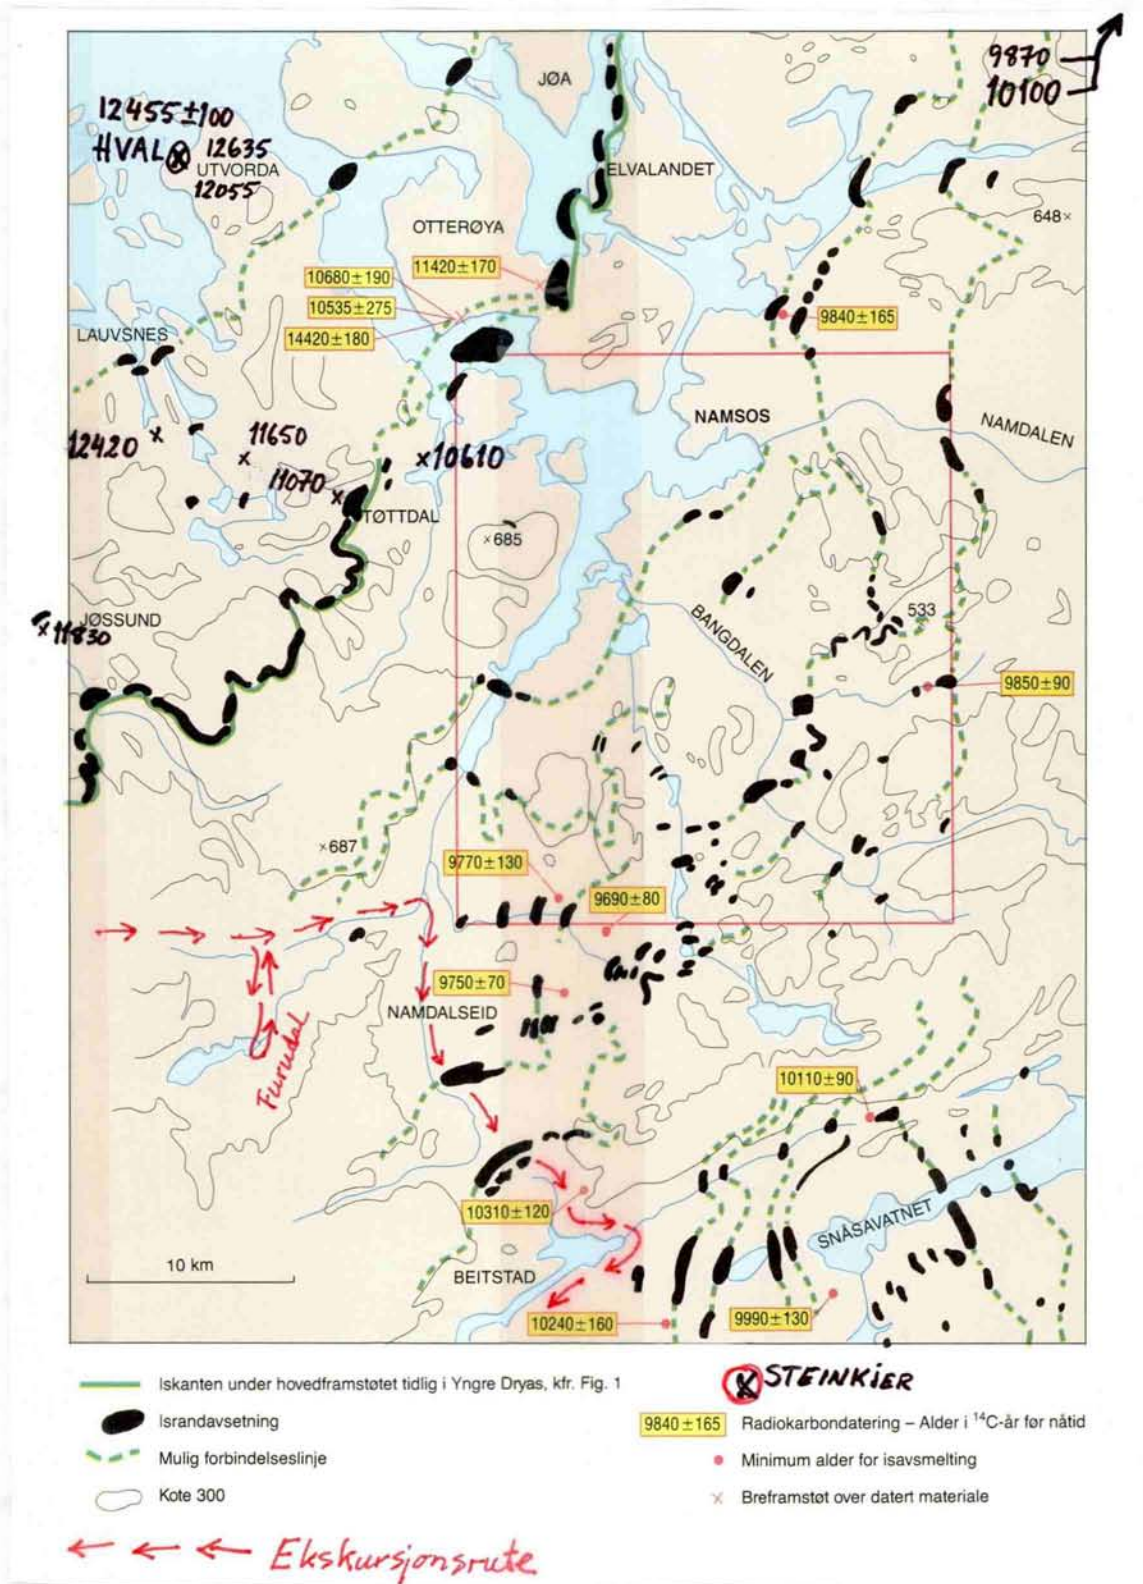 9870
10100
JØA
12455±100
HVAL 12635
UTVORDA
12055
ELVALANDET
648×
OTTERØYA
11420±170
10680±190
10535±275
14420±180
9840±165
LAUVSNES
NAMSOS
NAMDALEN
12420 x
11650
x
11070 x
x10610
TØTTDAL
×685
JØSSUND
x11830
BANGDALEN
533
9850±90
×687
9770±130
9690±80
9750±70
NAMDALSEID
Furudal
10110±90
10310±120
SNÅSAVATNET
10 km
BEITSTAD
10240±160
9990±130
Iskanten under hovedframstøtet tidlig i Yngre Dryas, kfr. Fig. 1
Israndavsetning
Mulig forbindelseslinje
Kote 300
Ekskursjonsrute
STEINKJER
9840±165 Radiokarbondatering – Alder i ¹⁴C-år før nåtid
Minimum alder for isavsmelting
Breframstøt over datert materiale